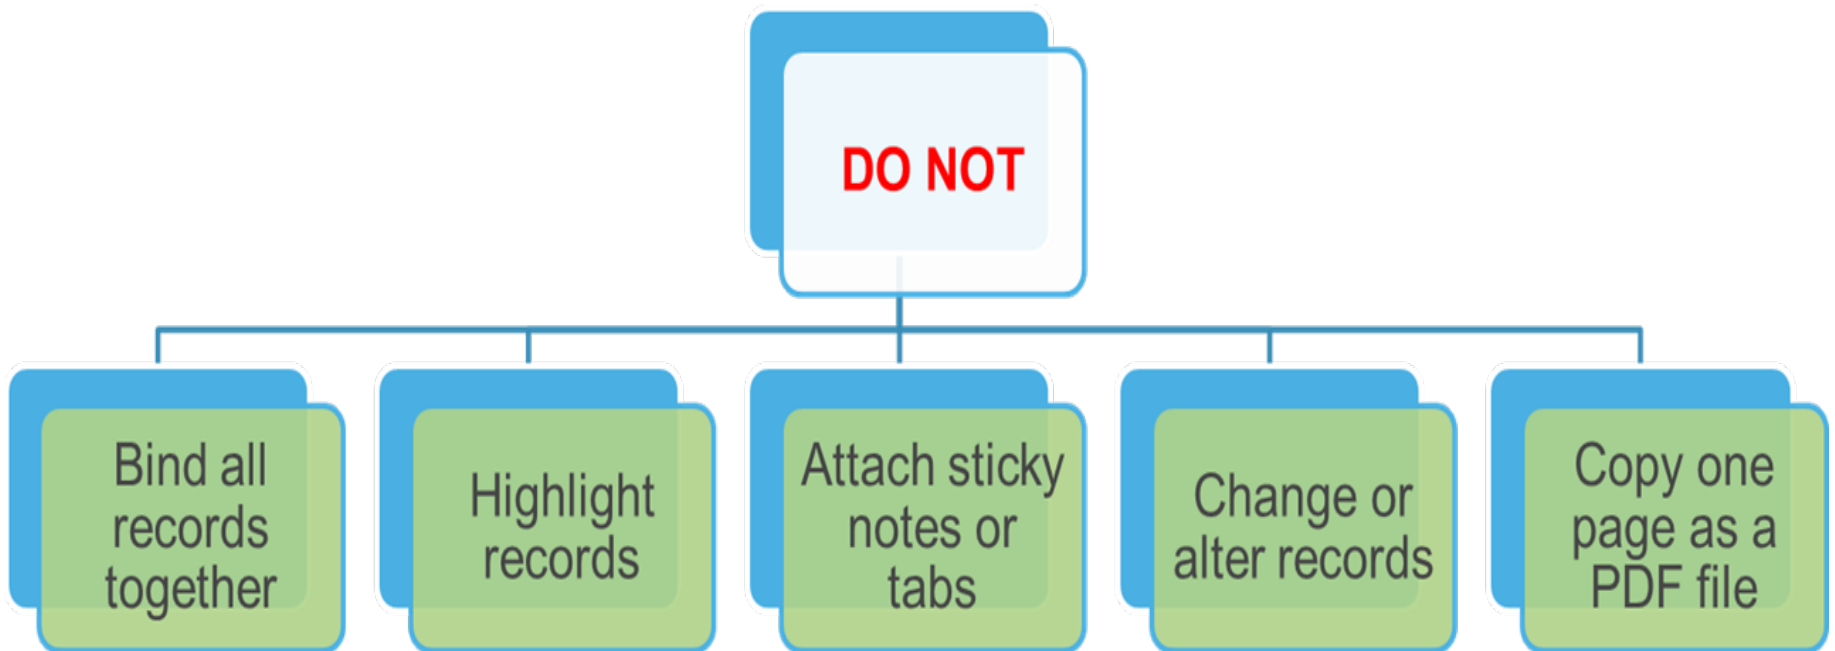 DO NOT
Bind all
records
together
Highlight
records
Attach sticky
notes or
tabs
Change or
alter records
Copy one
page as a
PDF file